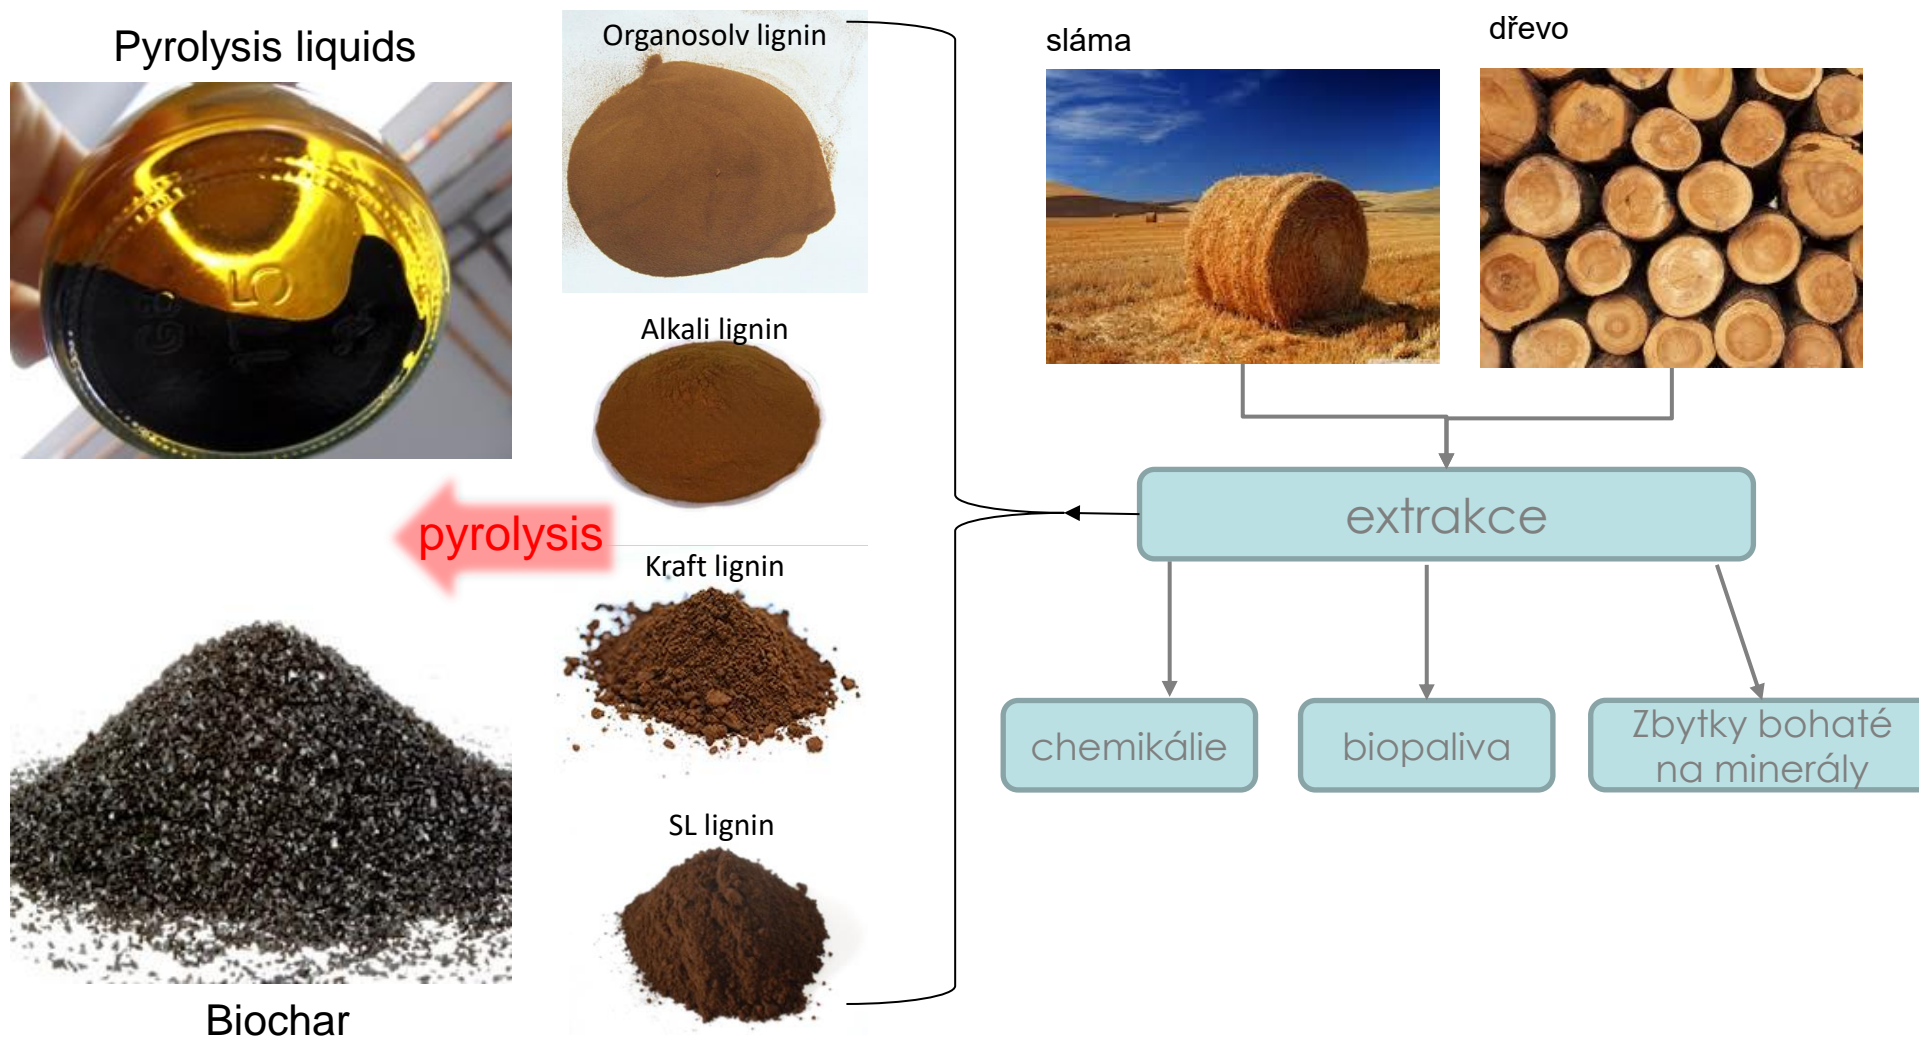 Pyrolysis liquids
Organosolv lignin
sláma
dřevo
Alkali lignin
pyrolysis
extrakce
Kraft lignin
chemikálie
biopaliva
Zbytky bohaté
na minerály
SL lignin
Biochar